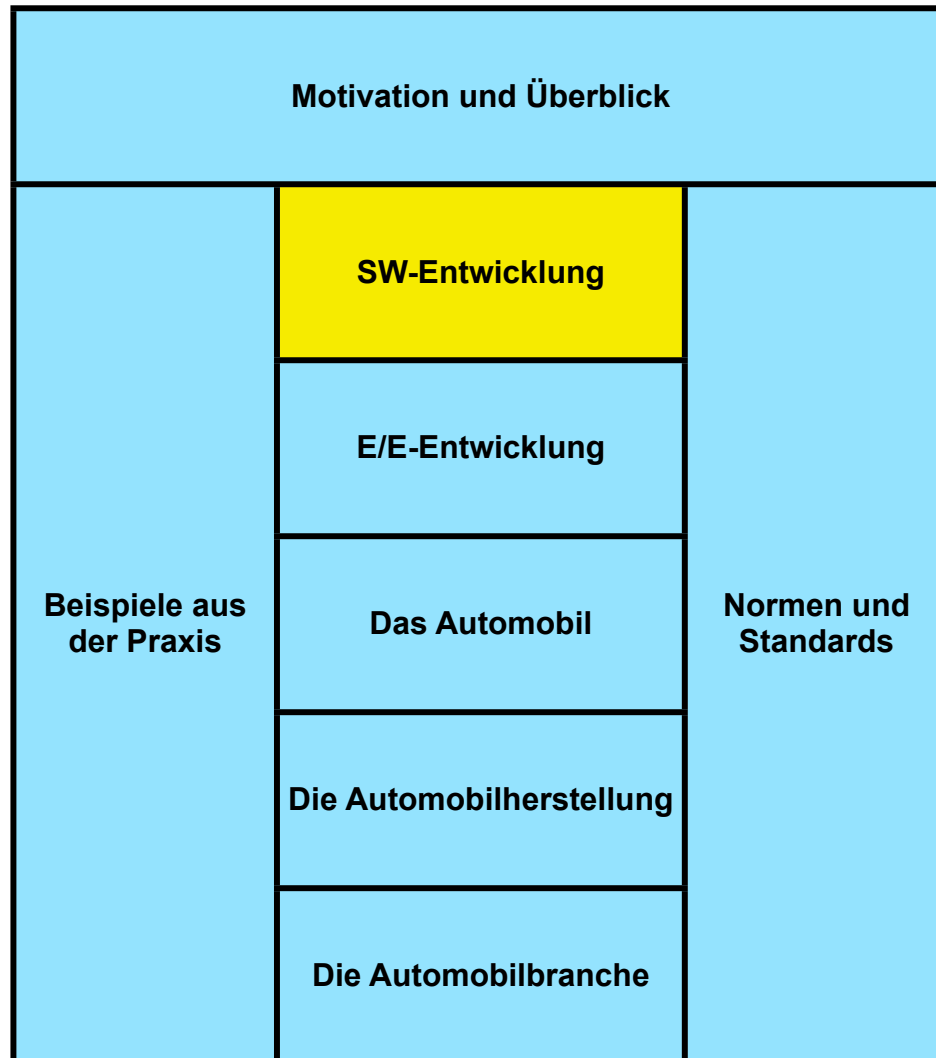 Motivation und Überblick
SW-Entwicklung
E/E-Entwicklung
Beispiele aus
der Praxis
Das Automobil
Normen und
Standards
Die Automobilherstellung
Die Automobilbranche